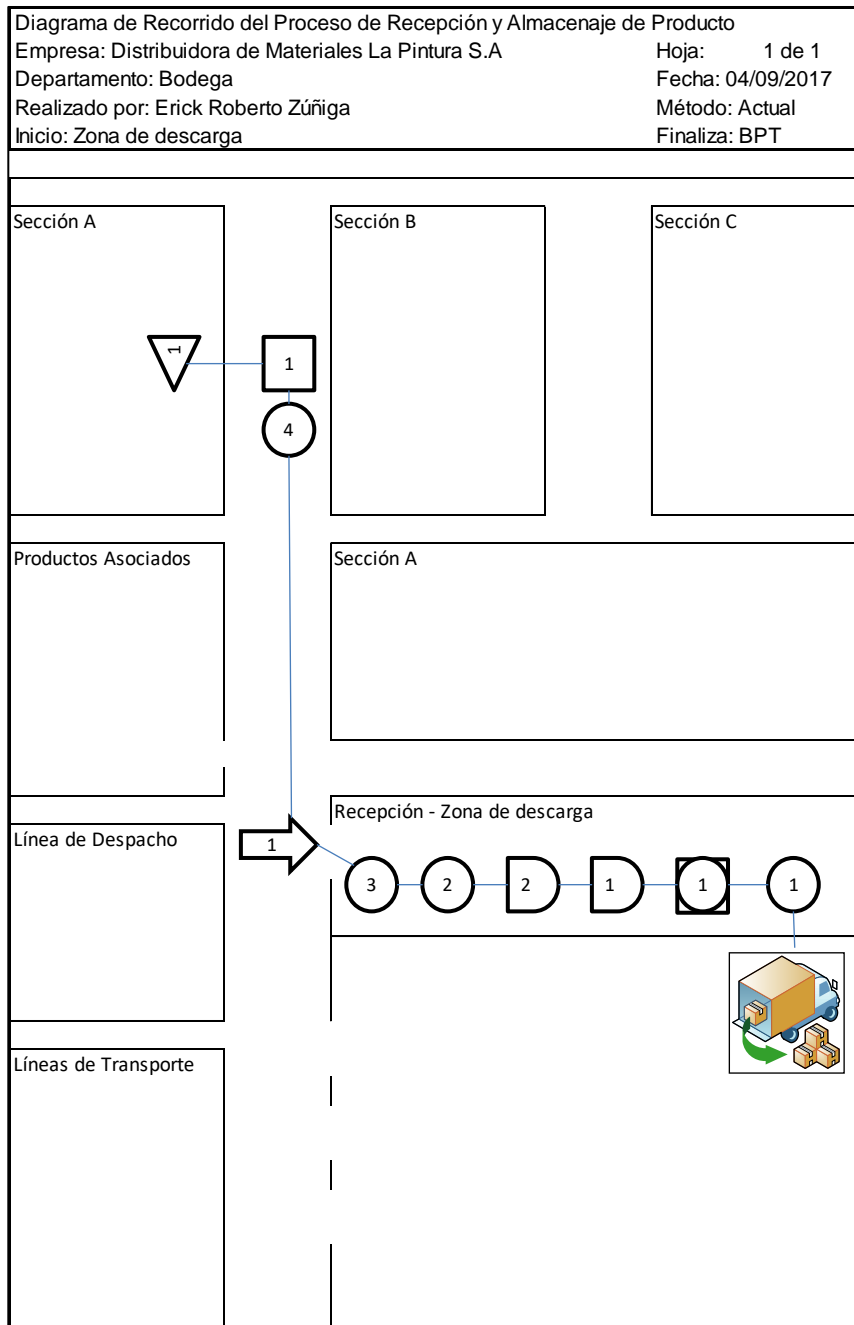 Diagrama de Recorrido del Proceso de Recepción y Almacenaje de Producto
Empresa: Distribuidora de Materiales La Pintura S.A Hoja: 1 de 1
Departamento: Bodega Fecha: 04/09/2017
Realizado por: Erick Roberto Zúñiga Método: Actual
Inicio: Zona de descarga Finaliza: BPT
Sección A Sección B Sección C
1 1
4
Productos Asociados Sección A
Recepción - Zona de descarga
Línea de Despacho 1
3 2 2 1 1 1
Líneas de Transporte